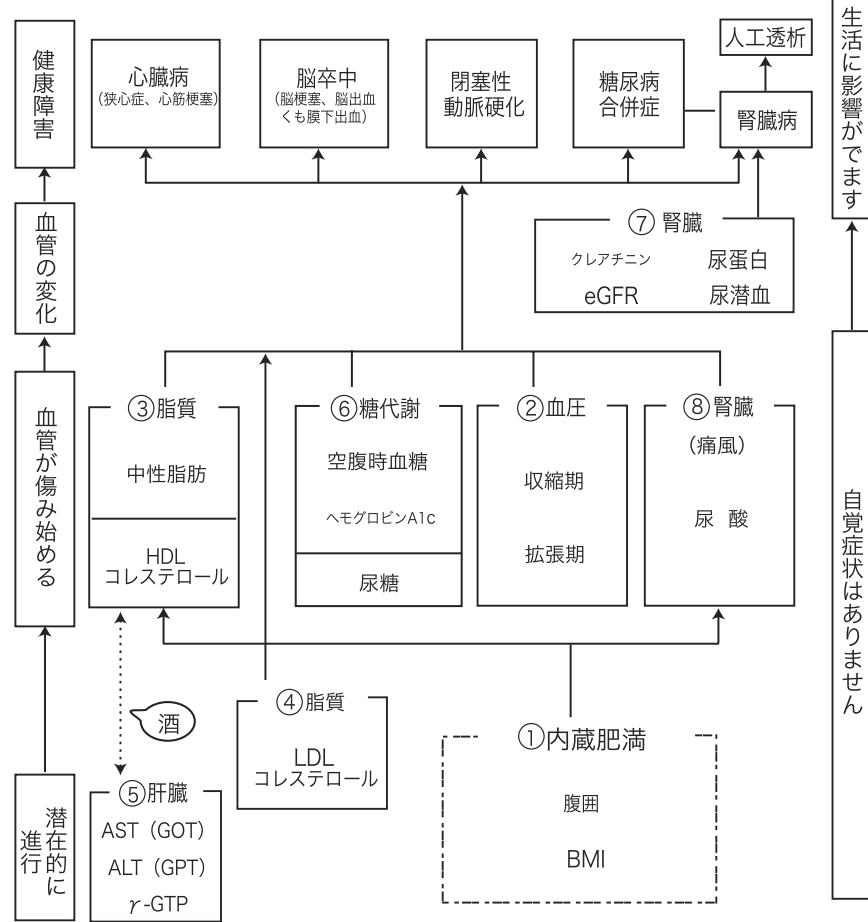 健康障害
心臓病
（狭心症、心筋梗塞）
脳卒中
（脳梗塞、脳出血
くも膜下出血）
閉塞性
動脈硬化
糖尿病
合併症
人工透析
腎臓病
生活に影響がでます
血管の変化
⑦ 腎臓
クレアチニン
尿蛋白
eGFR
尿潜血
血管が傷み始める
③脂質
中性脂肪
HDL
コレステロール
⑥糖代謝
空腹時血糖
ヘモグロビンA1c
尿糖
②血圧
収縮期
拡張期
⑧腎臓
（痛風）
尿 酸
自覚症状はありません
酒
④脂質
LDL
コレステロール
①内蔵肥満
腹囲
BMI
潜在的に
進行
⑤肝臓
AST（GOT）
ALT（GPT）
γ-GTP